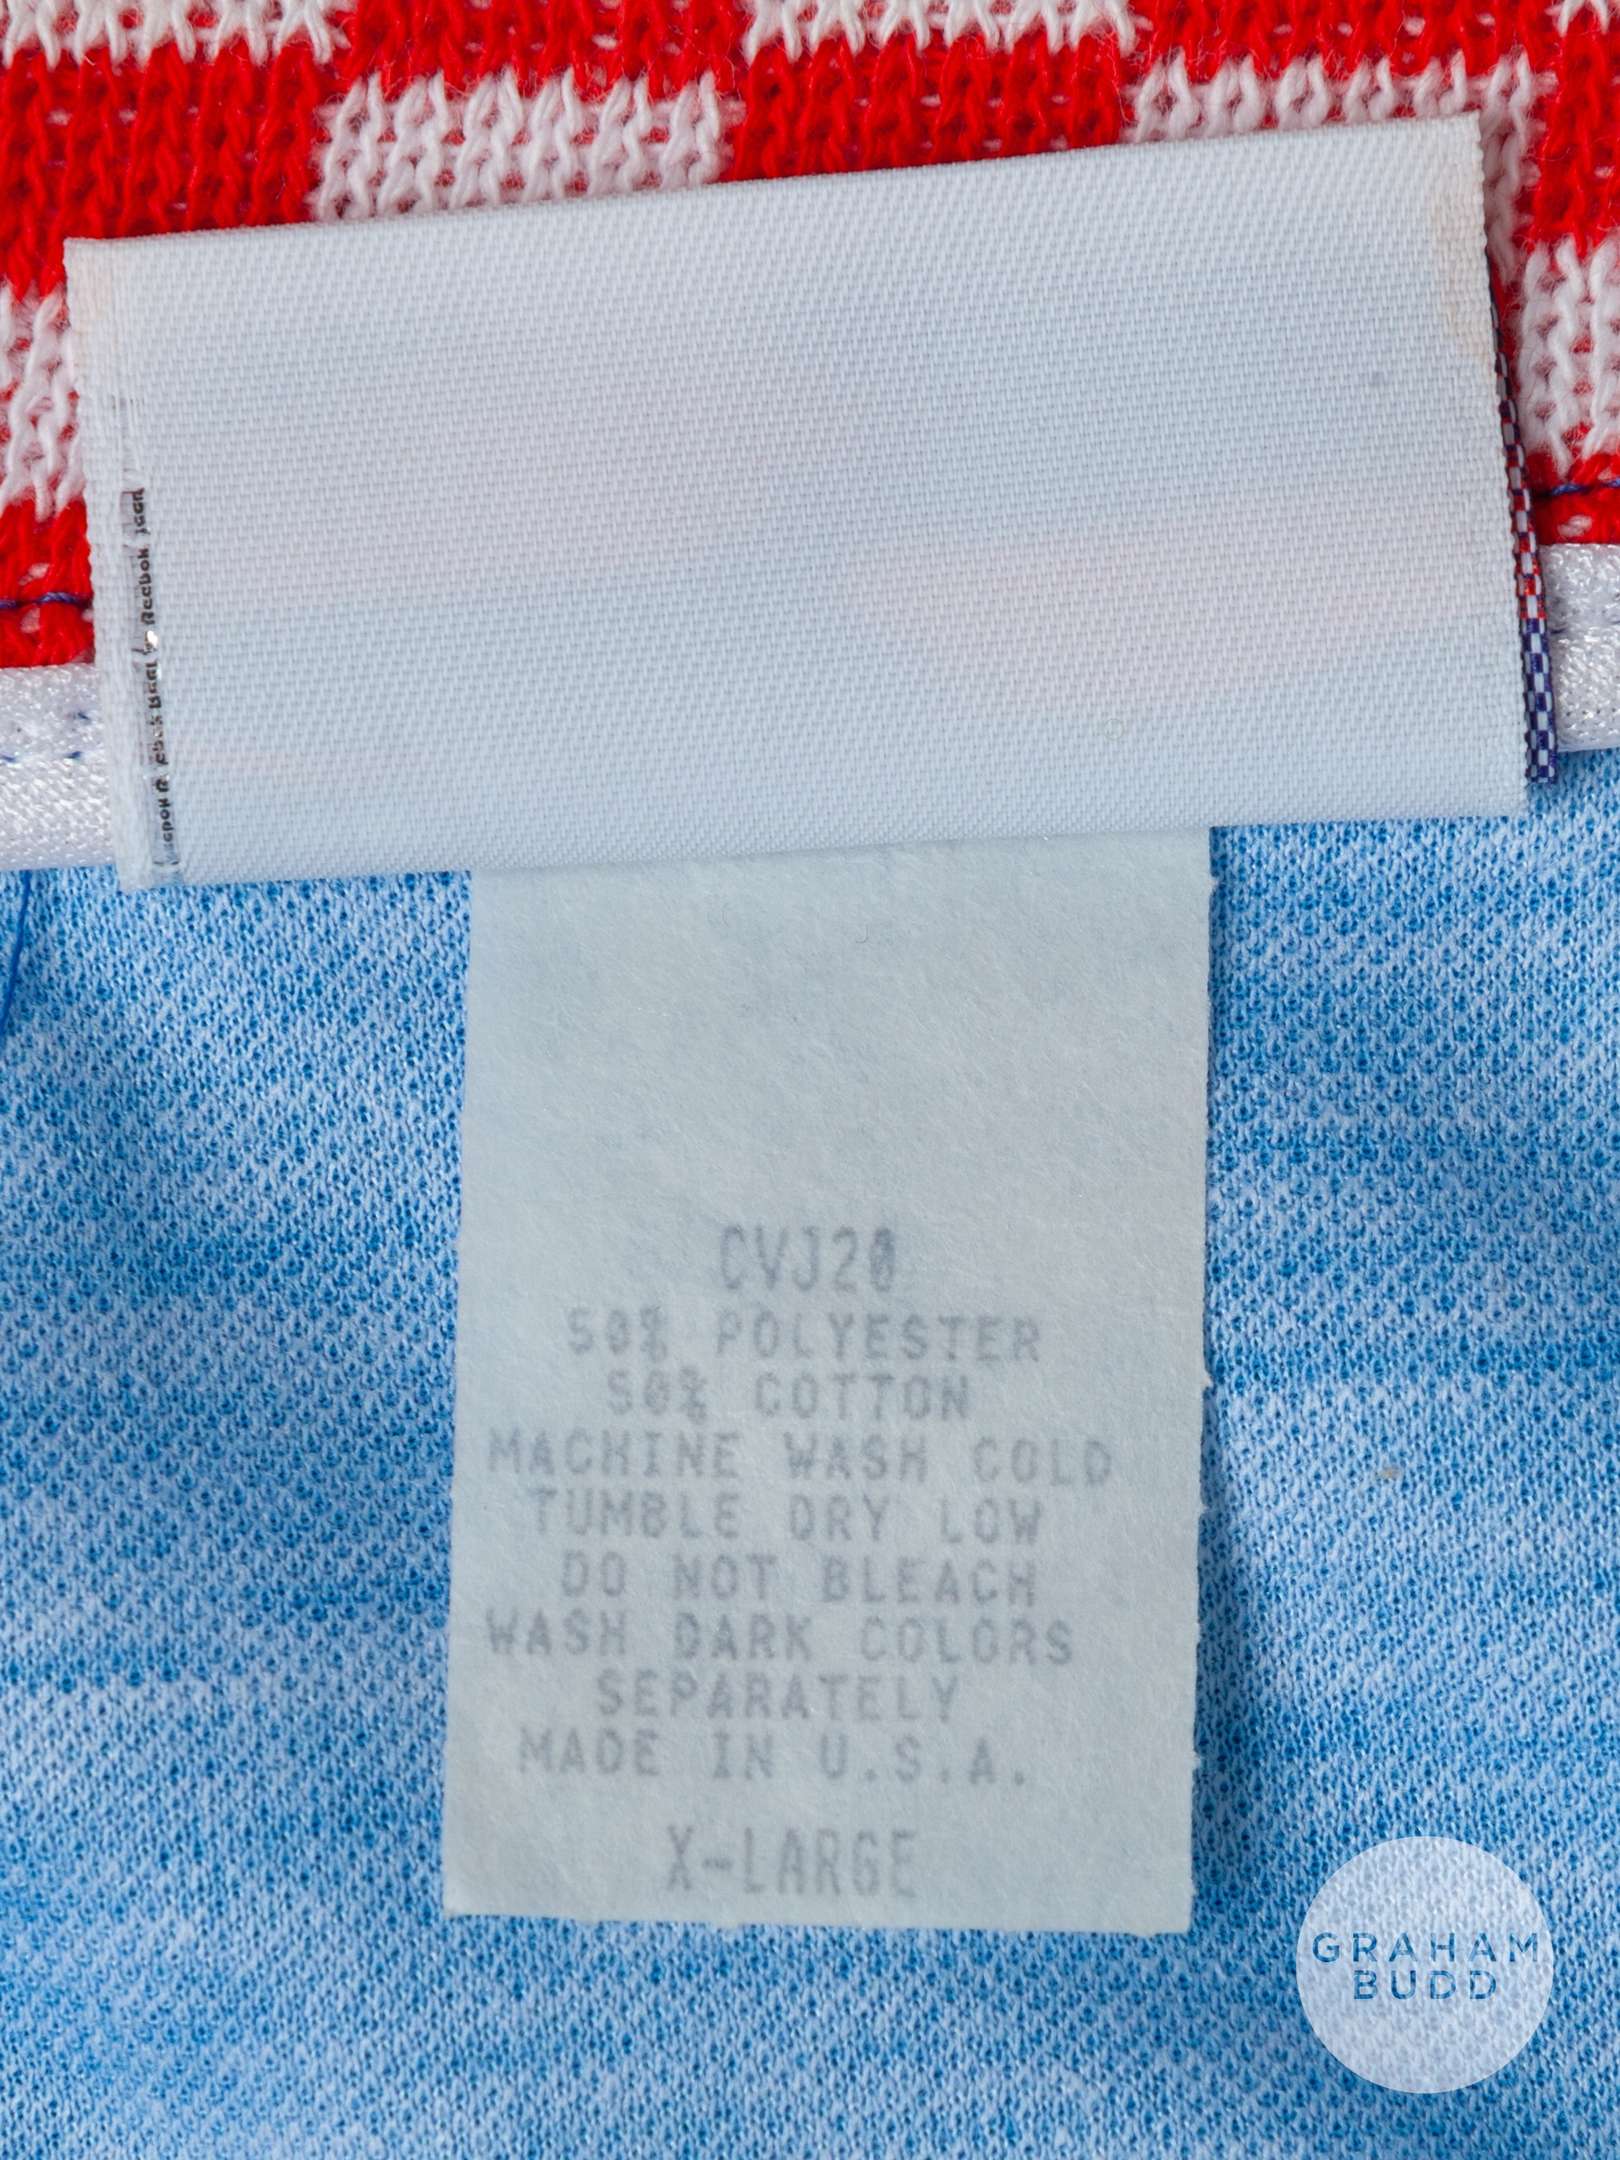 CVJ20
50% POLYESTER
50% COTTON
MACHINE WASH COLD
TUMBLE DRY LOW
DO NOT BLEACH
WASH DARK COLORS
SEPARATELY
MADE IN U.S.A.
X-LARGE
GRAHAM
BUDD